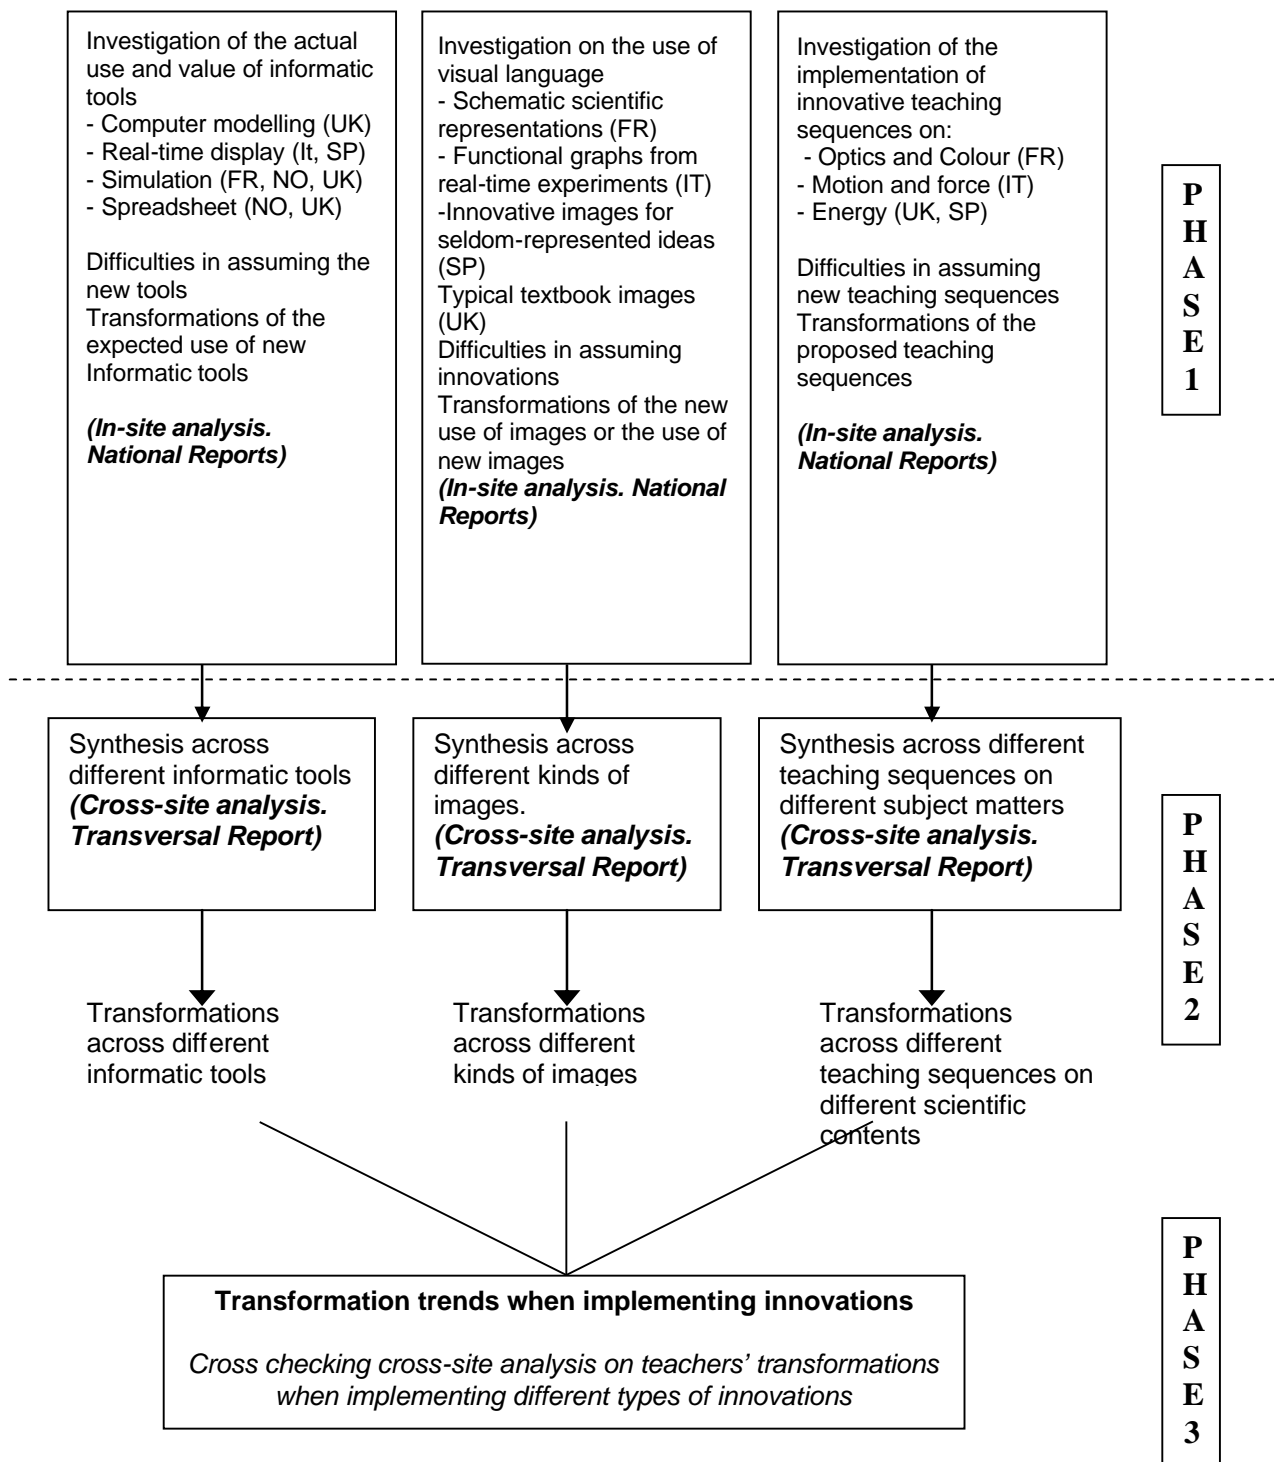 Investigation of the actual
use and value of informatic
tools
- Computer modelling (UK)
- Real-time display (It, SP)
- Simulation (FR, NO, UK)
- Spreadsheet (NO, UK)
Difficulties in assuming the
new tools
Transformations of the
expected use of new
Informatic tools
(In-site analysis.
National Reports)
Investigation on the use of
visual language
- Schematic scientific
representations (FR)
- Functional graphs from
real-time experiments (IT)
-Innovative images for
seldom-represented ideas
(SP)
Typical textbook images
(UK)
Difficulties in assuming
innovations
Transformations of the new
use of images or the use of
new images
(In-site analysis. National
Reports)
Investigation of the
implementation of
innovative teaching
sequences on:
- Optics and Colour (FR)
- Motion and force (IT)
- Energy (UK, SP)
Difficulties in assuming
new teaching sequences
Transformations of the
proposed teaching
sequences
(In-site analysis.
National Reports)
P
H
A
S
E
1
Synthesis across
different informatic tools
(Cross-site analysis.
Transversal Report)
Synthesis across
different kinds of
images.
(Cross-site analysis.
Transversal Report)
Synthesis across different
teaching sequences on
different subject matters
(Cross-site analysis.
Transversal Report)
P
H
A
S
E
2
Transformations
across different
informatic tools
Transformations
across different
kinds of images
Transformations
across different
teaching sequences on
different scientific
contents
Transformation trends when implementing innovations
Cross checking cross-site analysis on teachers’ transformations
when implementing different types of innovations
P
H
A
S
E
3